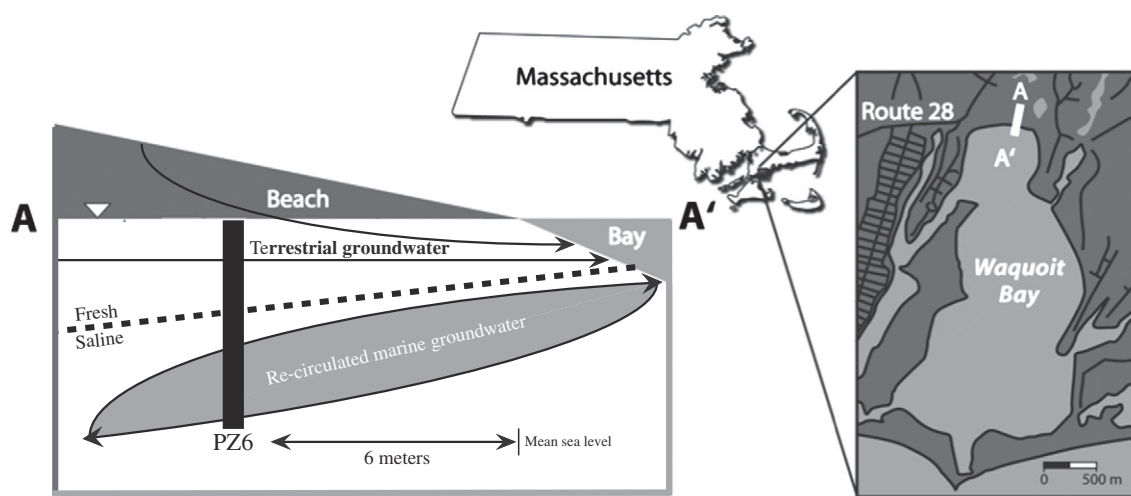 Massachusetts
A
Route 28
A'
Beach
A
A'
Bay
Terrestrial groundwater
Fresh
Saline
Re-circulated marine groundwater
Waquoit
Bay
PZ6
Mean sea level
6 meters
0 500 m